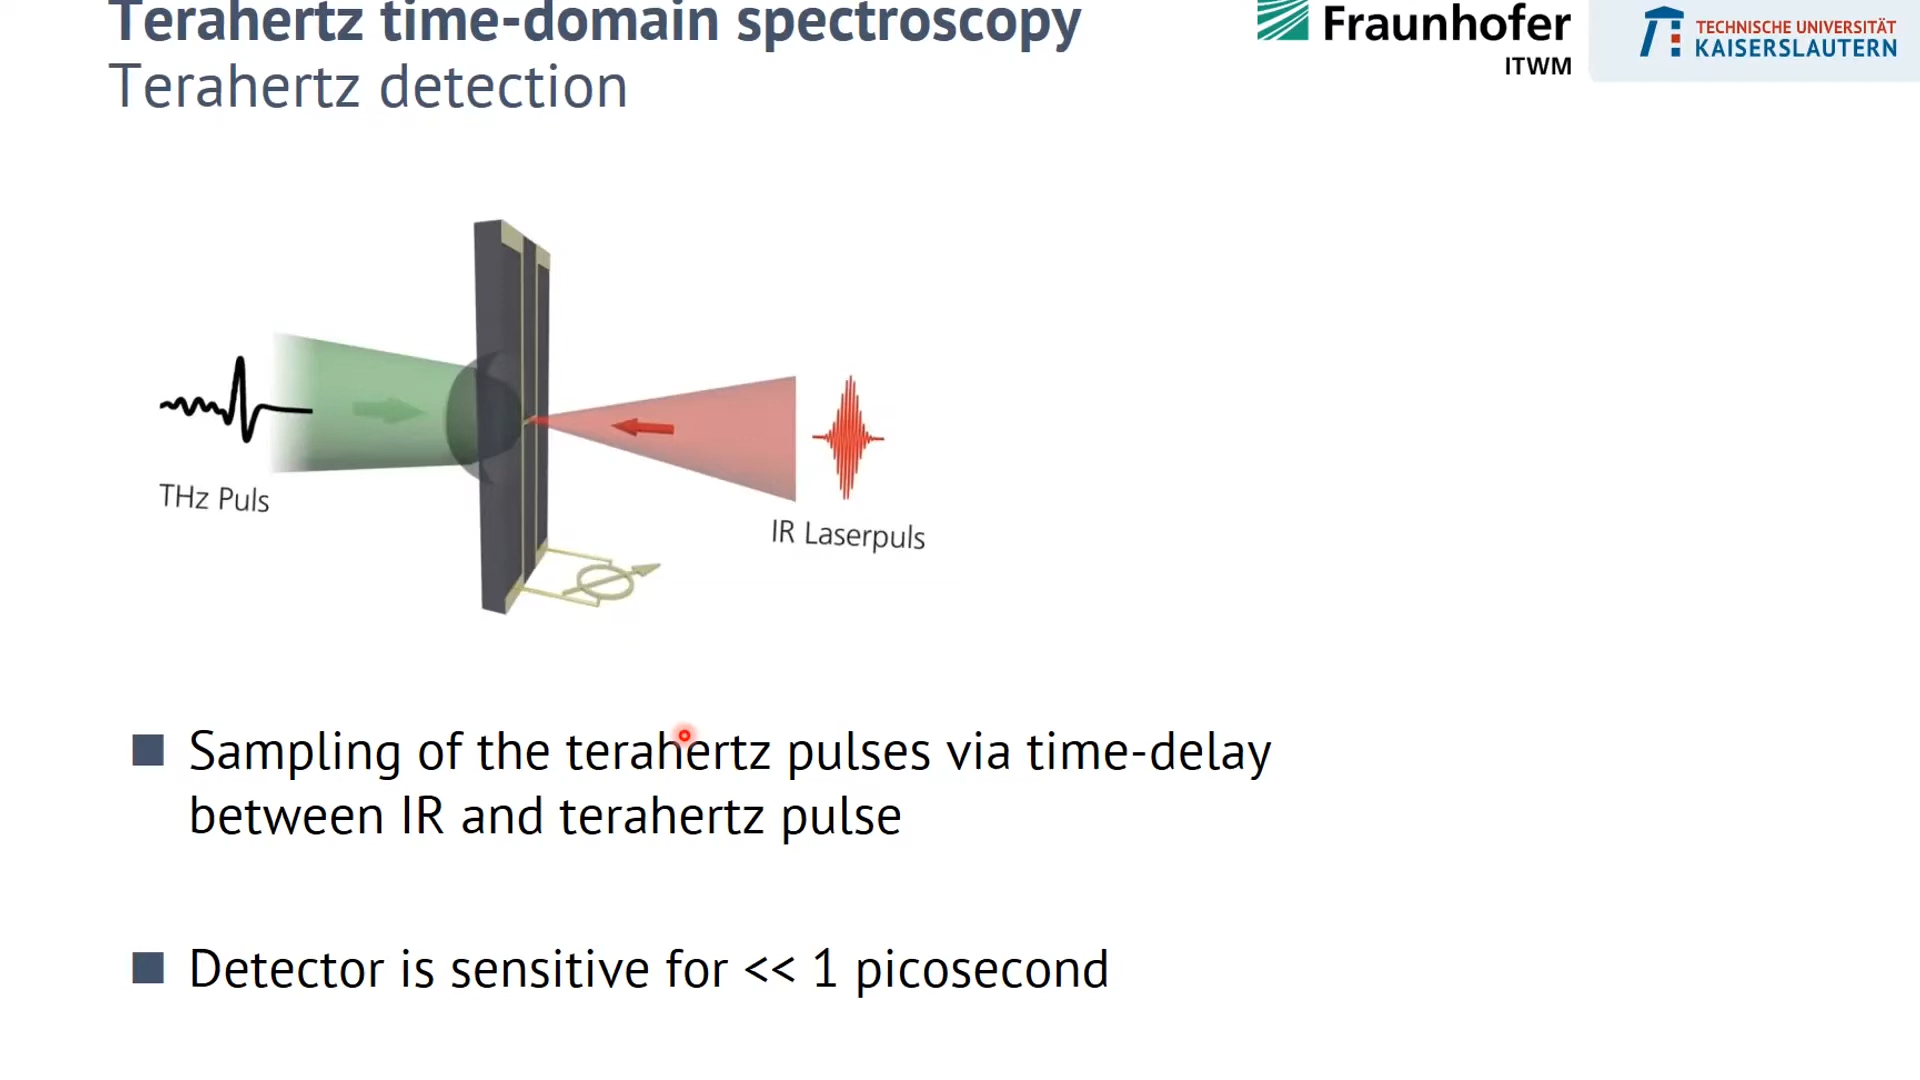 Terahertz time-domain spectroscopy
Terahertz detection
Fraunhofer
ITWM
TECHNISCHE UNIVERSITÄT
KAISERSLAUTERN
THz Puls
IR Laserpuls
Sampling of the terahertz pulses via time-delay
between IR and terahertz pulse
Detector is sensitive for << 1 picosecond